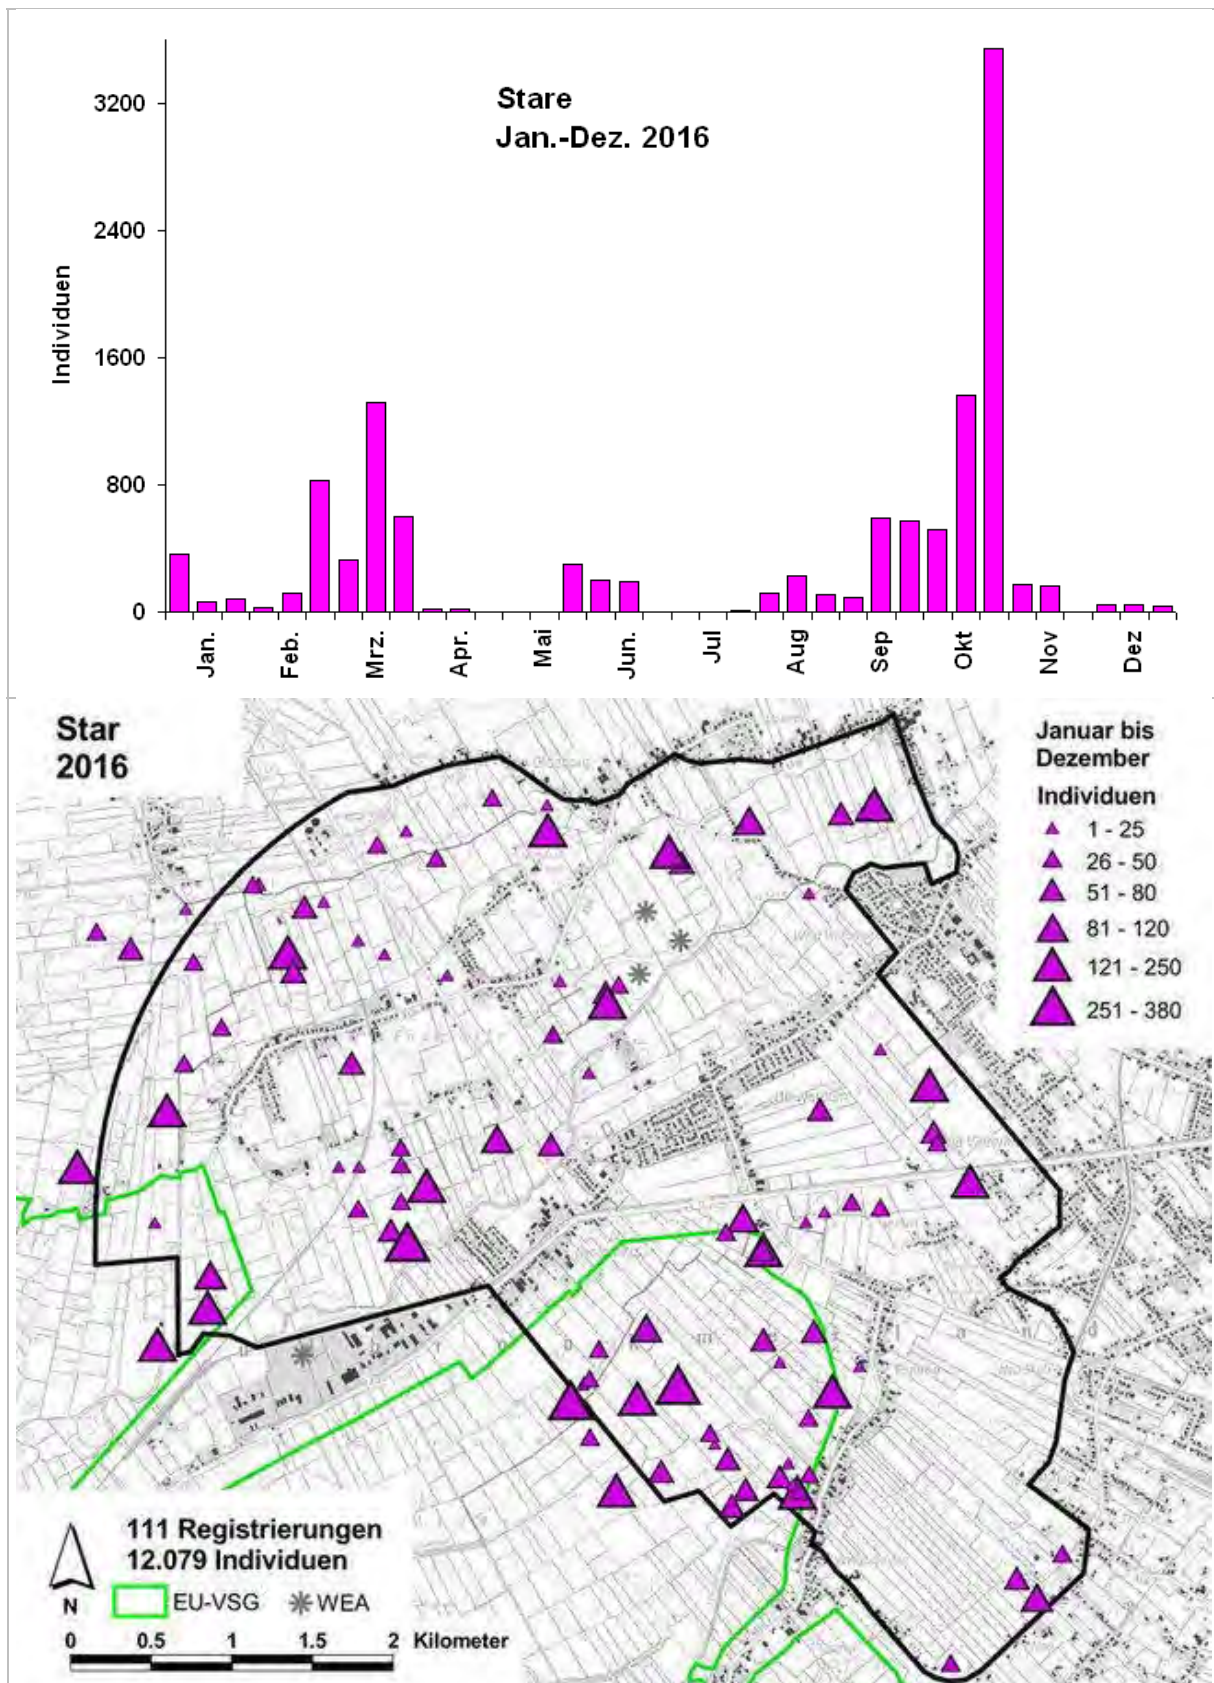 Stare
Jan.-Dez. 2016
Individuen
3200
2400
1600
800
0
Jan.
Feb.
Mrz.
Apr.
Mai
Jun.
Jul
Aug
Sep
Okt
Nov
Dez
Star
2016
Januar bis
Dezember
Individuen
1 - 25
26 - 50
51 - 80
81 - 120
121 - 250
251 - 380
111 Registrierungen
12.079 Individuen
N
EU-VSG
WEA
0 0.5 1 1.5 2 Kilometer